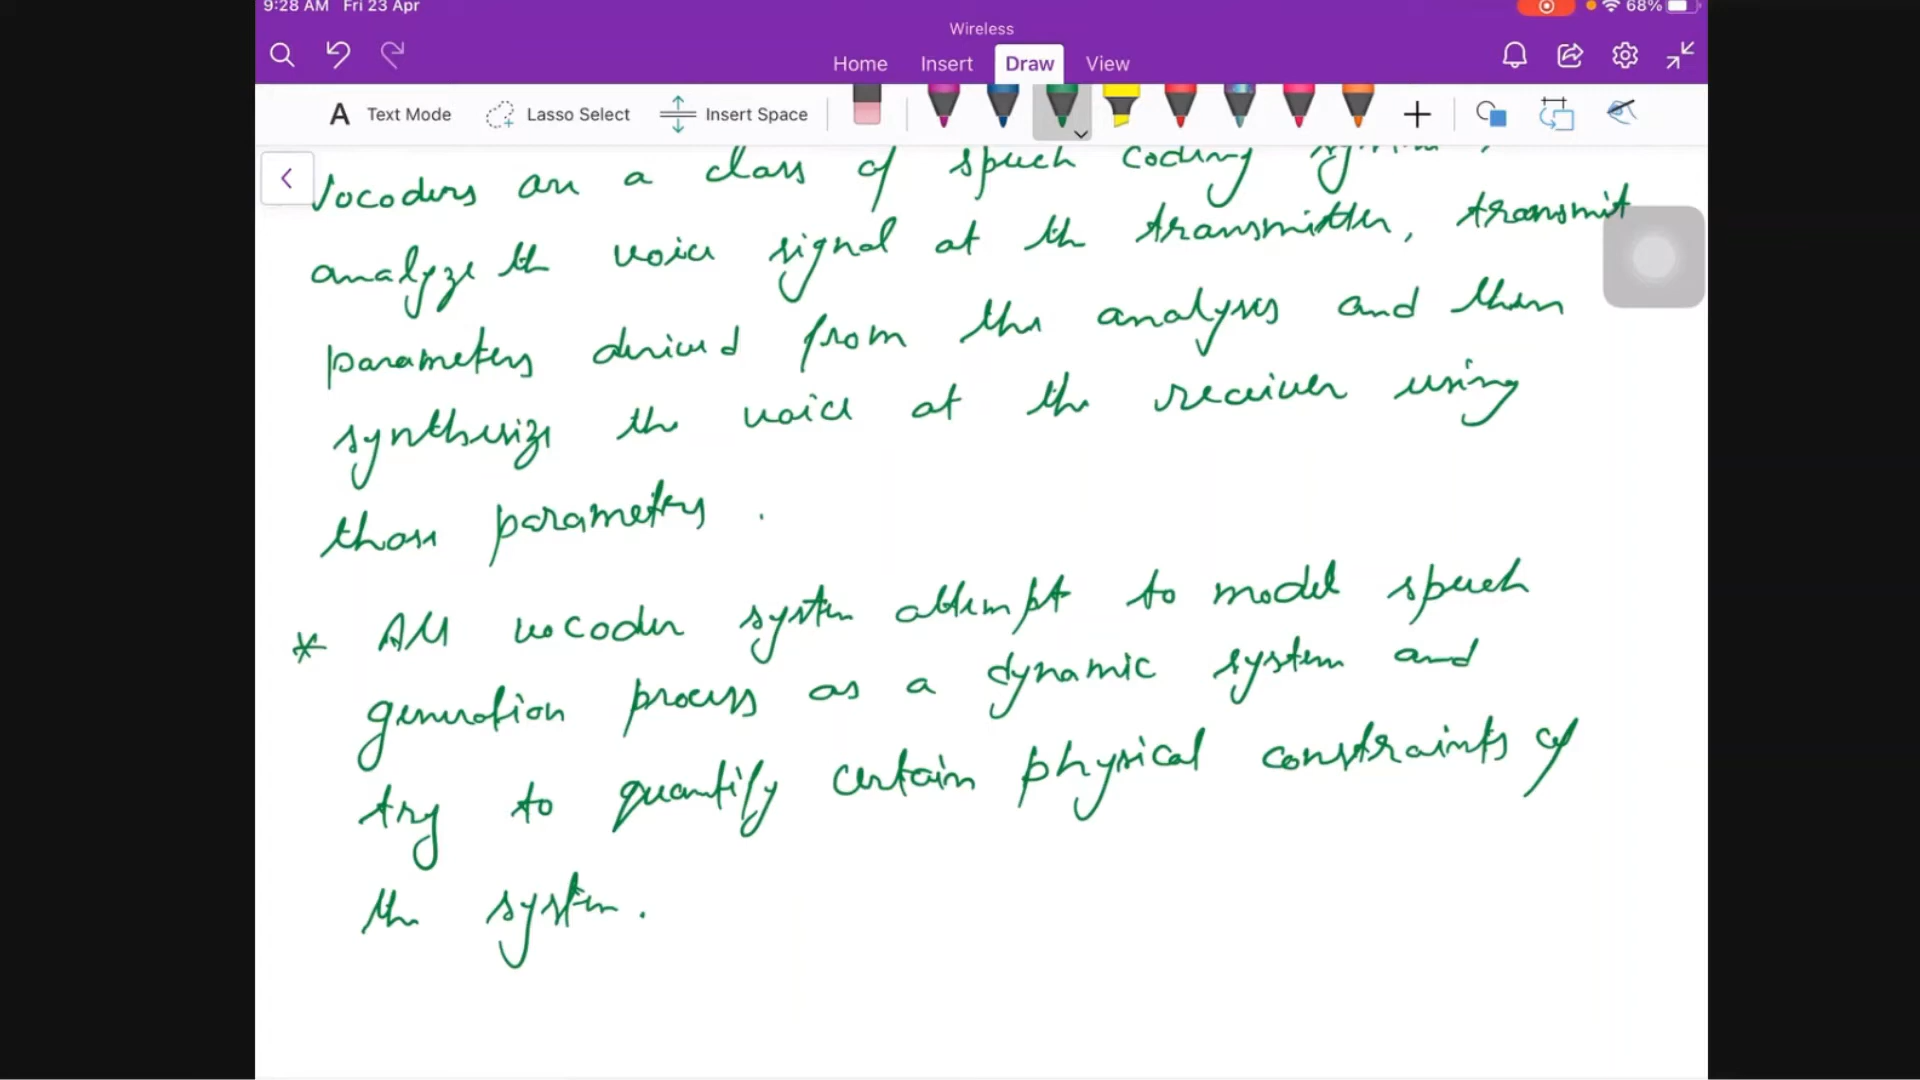 9:28 AM Fri 23 Apr
68%
Wireless
Home Insert Draw View
A Text Mode Lasso Select Insert Space
Vocoders are a class of speech coding system,
analyze the voice signal at the transmitter, transmit
parameters derived from the analyses and then
synthesize the voice at the receiver using
those parameters.
* All vocoder system attempt to model speech
generation process as a dynamic system and
try to quantify certain physical constraints of
the system.